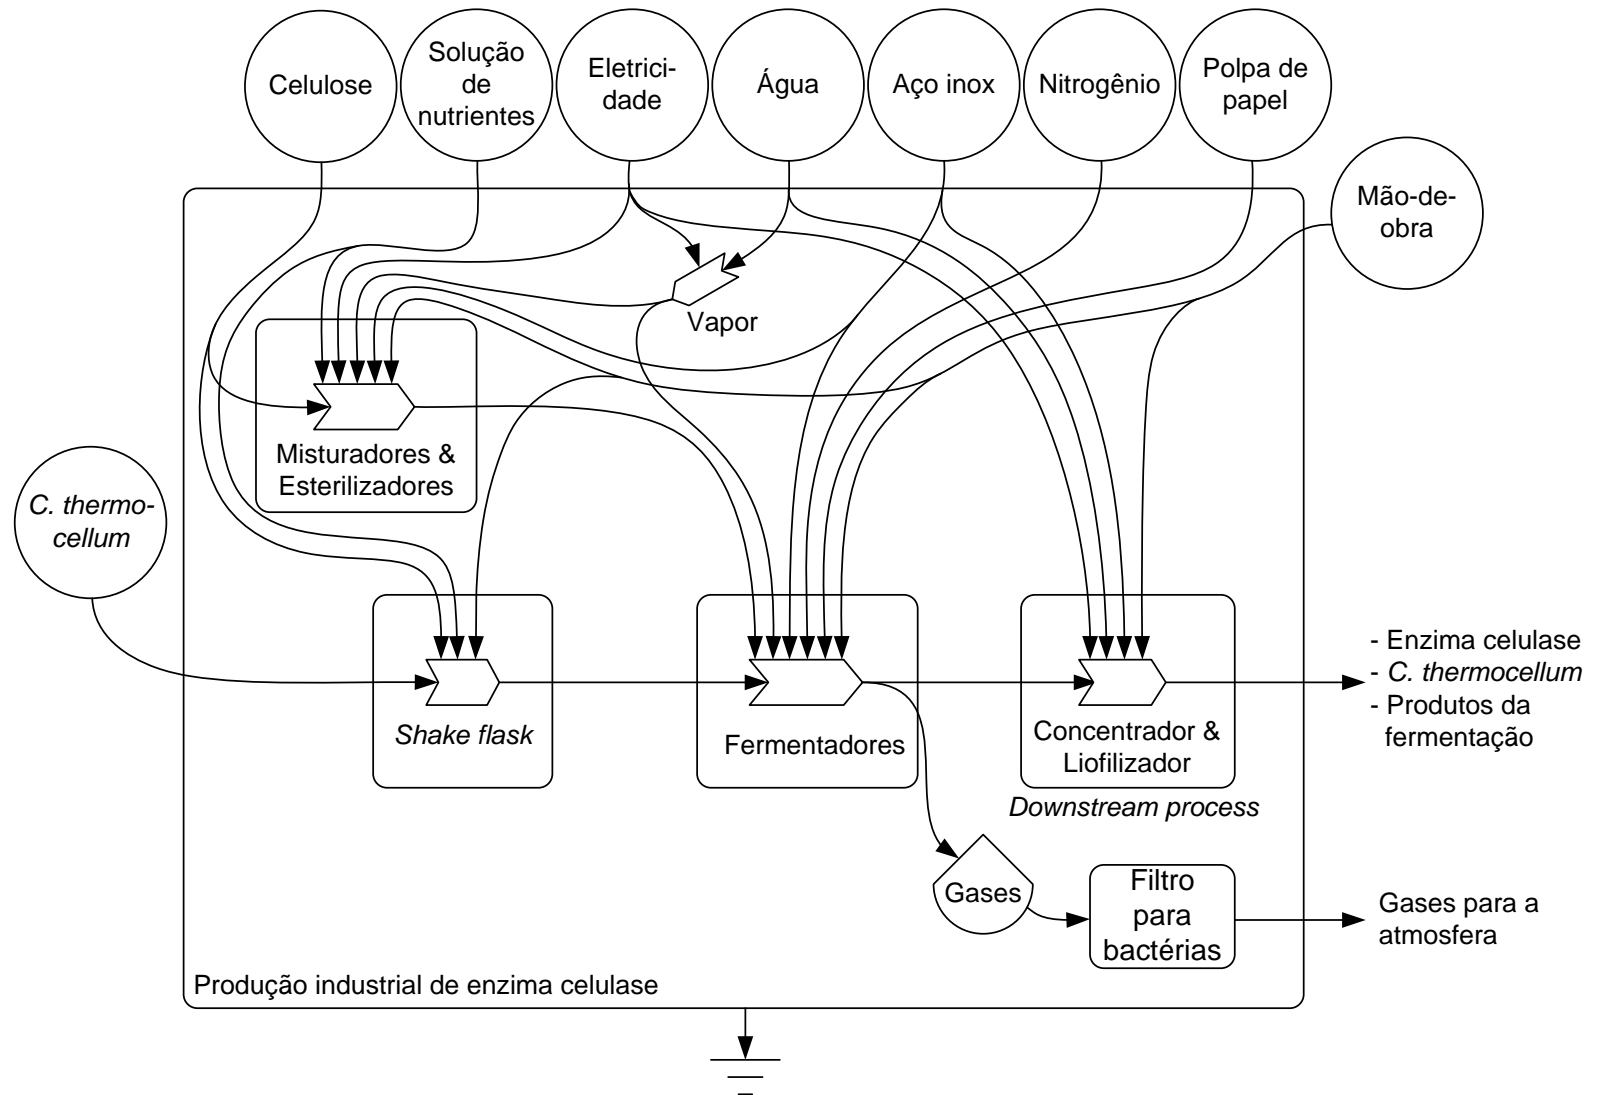 Celulose
Solução
de
nutrientes
Eletrici-
dade
Água
Aço inox
Nitrogênio
Polpa de
papel
Mão-de-
obra
Vapor
Misturadores &
Esterilizadores
C. thermo-
cellum
Shake flask
Fermentadores
Concentrador &
Liofilizador
Downstream process
- Enzima celulase
- C. thermocellum
- Produtos da
fermentação
Gases
Filtro
para
bactérias
Gases para a
atmosfera
Produção industrial de enzima celulase